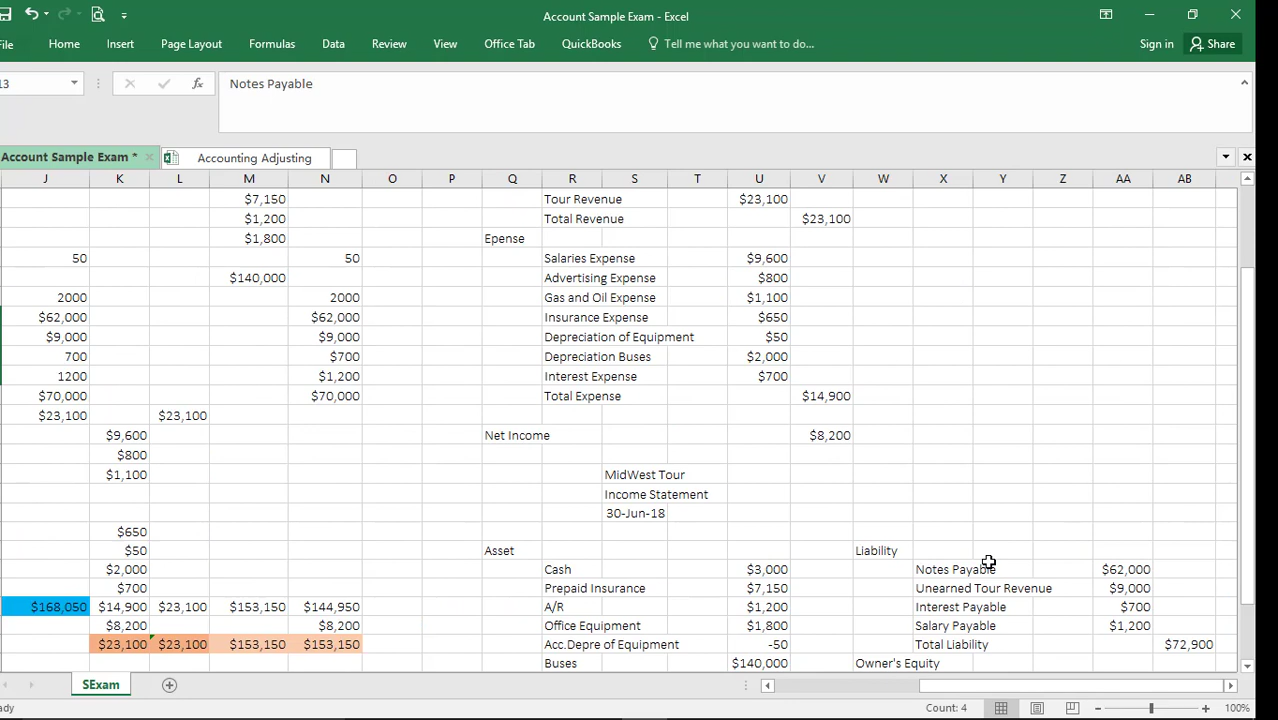 Account Sample Exam - Excel
File Home Insert Page Layout Formulas Data Review View Office Tab QuickBooks Tell me what you want to do... Sign in Share
13 fx Notes Payable
Account Sample Exam * Accounting Adjusting
J K L M N O P Q R S T U V W X Y Z AA AB
$7,150 Tour Revenue $23,100
$1,200 Total Revenue $23,100
$1,800 Epense
50 50 Salaries Expense $9,600
$140,000 Advertising Expense $800
2000 2000 Gas and Oil Expense $1,100
$62,000 $62,000 Insurance Expense $650
$9,000 $9,000 Depreciation of Equipment $50
700 $700 Depreciation Buses $2,000
1200 $1,200 Interest Expense $700
$70,000 $70,000 Total Expense $14,900
$23,100 $23,100
$9,600 Net Income $8,200
$800
$1,100 MidWest Tour
Income Statement
30-Jun-18
$650
$50 Asset Liability
$2,000 Cash $3,000 Notes Payable $62,000
$700 Prepaid Insurance $7,150 Unearned Tour Revenue $9,000
$168,050 $14,900 $23,100 $153,150 $144,950 A/R $1,200 Interest Payable $700
$8,200 $8,200 Office Equipment $1,800 Salary Payable $1,200
$23,100 $23,100 $153,150 $153,150 Acc.Depre of Equipment -50 Total Liability $72,900
Buses $140,000 Owner's Equity
SExam
ady Count: 4 100%